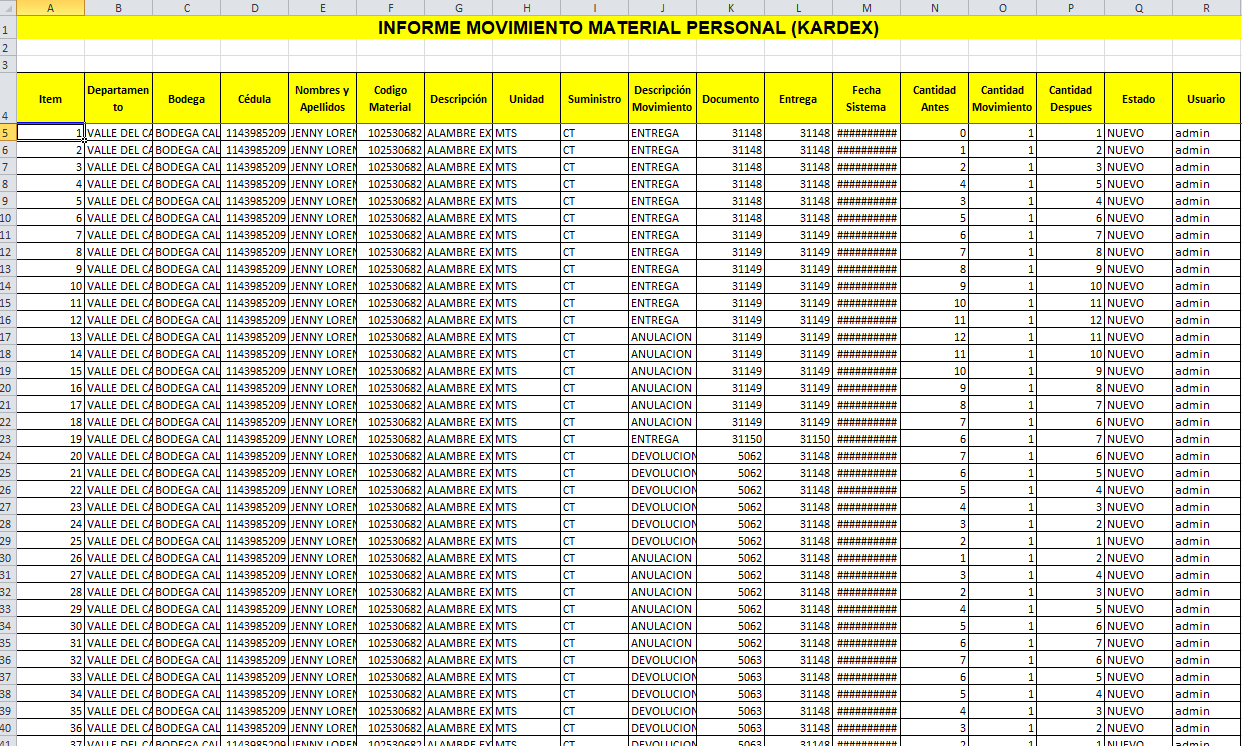 A B C D E F G H I J K L M N O P Q R
1 INFORME MOVIMIENTO MATERIAL PERSONAL (KARDEX)
2
3
4 Item Departamento Bodega Cédula Nombres y Apellidos Codigo Material Descripción Unidad Suministro Descripción Movimiento Documento Entrega Fecha Sistema Cantidad Antes Cantidad Movimiento Cantidad Despues Estado Usuario
5 1 VALLE DEL CA BODEGA CAL 1143985209 JENNY LOREN 102530682 ALAMBRE EX MTS CT ENTREGA 31148 31148 ########## 0 1 1 NUEVO admin
6 2 VALLE DEL CA BODEGA CAL 1143985209 JENNY LOREN 102530682 ALAMBRE EX MTS CT ENTREGA 31148 31148 ########## 1 1 2 NUEVO admin
7 3 VALLE DEL CA BODEGA CAL 1143985209 JENNY LOREN 102530682 ALAMBRE EX MTS CT ENTREGA 31148 31148 ########## 2 1 3 NUEVO admin
8 4 VALLE DEL CA BODEGA CAL 1143985209 JENNY LOREN 102530682 ALAMBRE EX MTS CT ENTREGA 31148 31148 ########## 4 1 5 NUEVO admin
9 5 VALLE DEL CA BODEGA CAL 1143985209 JENNY LOREN 102530682 ALAMBRE EX MTS CT ENTREGA 31148 31148 ########## 3 1 4 NUEVO admin
10 6 VALLE DEL CA BODEGA CAL 1143985209 JENNY LOREN 102530682 ALAMBRE EX MTS CT ENTREGA 31148 31148 ########## 5 1 6 NUEVO admin
11 7 VALLE DEL CA BODEGA CAL 1143985209 JENNY LOREN 102530682 ALAMBRE EX MTS CT ENTREGA 31149 31149 ########## 6 1 7 NUEVO admin
12 8 VALLE DEL CA BODEGA CAL 1143985209 JENNY LOREN 102530682 ALAMBRE EX MTS CT ENTREGA 31149 31149 ########## 7 1 8 NUEVO admin
13 9 VALLE DEL CA BODEGA CAL 1143985209 JENNY LOREN 102530682 ALAMBRE EX MTS CT ENTREGA 31149 31149 ########## 8 1 9 NUEVO admin
14 10 VALLE DEL CA BODEGA CAL 1143985209 JENNY LOREN 102530682 ALAMBRE EX MTS CT ENTREGA 31149 31149 ########## 9 1 10 NUEVO admin
15 11 VALLE DEL CA BODEGA CAL 1143985209 JENNY LOREN 102530682 ALAMBRE EX MTS CT ENTREGA 31149 31149 ########## 10 1 11 NUEVO admin
16 12 VALLE DEL CA BODEGA CAL 1143985209 JENNY LOREN 102530682 ALAMBRE EX MTS CT ENTREGA 31149 31149 ########## 11 1 12 NUEVO admin
17 13 VALLE DEL CA BODEGA CAL 1143985209 JENNY LOREN 102530682 ALAMBRE EX MTS CT ANULACION 31149 31149 ########## 12 1 11 NUEVO admin
18 14 VALLE DEL CA BODEGA CAL 1143985209 JENNY LOREN 102530682 ALAMBRE EX MTS CT ANULACION 31149 31149 ########## 11 1 10 NUEVO admin
19 15 VALLE DEL CA BODEGA CAL 1143985209 JENNY LOREN 102530682 ALAMBRE EX MTS CT ANULACION 31149 31149 ########## 10 1 9 NUEVO admin
20 16 VALLE DEL CA BODEGA CAL 1143985209 JENNY LOREN 102530682 ALAMBRE EX MTS CT ANULACION 31149 31149 ########## 9 1 8 NUEVO admin
21 17 VALLE DEL CA BODEGA CAL 1143985209 JENNY LOREN 102530682 ALAMBRE EX MTS CT ANULACION 31149 31149 ########## 8 1 7 NUEVO admin
22 18 VALLE DEL CA BODEGA CAL 1143985209 JENNY LOREN 102530682 ALAMBRE EX MTS CT ANULACION 31149 31149 ########## 7 1 6 NUEVO admin
23 19 VALLE DEL CA BODEGA CAL 1143985209 JENNY LOREN 102530682 ALAMBRE EX MTS CT ENTREGA 31150 31150 ########## 6 1 7 NUEVO admin
24 20 VALLE DEL CA BODEGA CAL 1143985209 JENNY LOREN 102530682 ALAMBRE EX MTS CT DEVOLUCION 5062 31148 ########## 7 1 6 NUEVO admin
25 21 VALLE DEL CA BODEGA CAL 1143985209 JENNY LOREN 102530682 ALAMBRE EX MTS CT DEVOLUCION 5062 31148 ########## 6 1 5 NUEVO admin
26 22 VALLE DEL CA BODEGA CAL 1143985209 JENNY LOREN 102530682 ALAMBRE EX MTS CT DEVOLUCION 5062 31148 ########## 5 1 4 NUEVO admin
27 23 VALLE DEL CA BODEGA CAL 1143985209 JENNY LOREN 102530682 ALAMBRE EX MTS CT DEVOLUCION 5062 31148 ########## 4 1 3 NUEVO admin
28 24 VALLE DEL CA BODEGA CAL 1143985209 JENNY LOREN 102530682 ALAMBRE EX MTS CT DEVOLUCION 5062 31148 ########## 3 1 2 NUEVO admin
29 25 VALLE DEL CA BODEGA CAL 1143985209 JENNY LOREN 102530682 ALAMBRE EX MTS CT DEVOLUCION 5062 31148 ########## 2 1 1 NUEVO admin
30 26 VALLE DEL CA BODEGA CAL 1143985209 JENNY LOREN 102530682 ALAMBRE EX MTS CT ANULACION 5062 31148 ########## 1 1 2 NUEVO admin
31 27 VALLE DEL CA BODEGA CAL 1143985209 JENNY LOREN 102530682 ALAMBRE EX MTS CT ANULACION 5062 31148 ########## 3 1 4 NUEVO admin
32 28 VALLE DEL CA BODEGA CAL 1143985209 JENNY LOREN 102530682 ALAMBRE EX MTS CT ANULACION 5062 31148 ########## 2 1 3 NUEVO admin
33 29 VALLE DEL CA BODEGA CAL 1143985209 JENNY LOREN 102530682 ALAMBRE EX MTS CT ANULACION 5062 31148 ########## 4 1 5 NUEVO admin
34 30 VALLE DEL CA BODEGA CAL 1143985209 JENNY LOREN 102530682 ALAMBRE EX MTS CT ANULACION 5062 31148 ########## 5 1 6 NUEVO admin
35 31 VALLE DEL CA BODEGA CAL 1143985209 JENNY LOREN 102530682 ALAMBRE EX MTS CT ANULACION 5062 31148 ########## 6 1 7 NUEVO admin
36 32 VALLE DEL CA BODEGA CAL 1143985209 JENNY LOREN 102530682 ALAMBRE EX MTS CT DEVOLUCION 5063 31148 ########## 7 1 6 NUEVO admin
37 33 VALLE DEL CA BODEGA CAL 1143985209 JENNY LOREN 102530682 ALAMBRE EX MTS CT DEVOLUCION 5063 31148 ########## 6 1 5 NUEVO admin
38 34 VALLE DEL CA BODEGA CAL 1143985209 JENNY LOREN 102530682 ALAMBRE EX MTS CT DEVOLUCION 5063 31148 ########## 5 1 4 NUEVO admin
39 35 VALLE DEL CA BODEGA CAL 1143985209 JENNY LOREN 102530682 ALAMBRE EX MTS CT DEVOLUCION 5063 31148 ########## 4 1 3 NUEVO admin
40 36 VALLE DEL CA BODEGA CAL 1143985209 JENNY LOREN 102530682 ALAMBRE EX MTS CT DEVOLUCION 5063 31148 ########## 3 1 2 NUEVO admin
41 37 VALLE DEL CA BODEGA CAL 1143985209 JENNY LOREN 102530682 ALAMBRE EX MTS CT DEVOLUCION 5063 31148 ########## 2 1 1 NUEVO admin